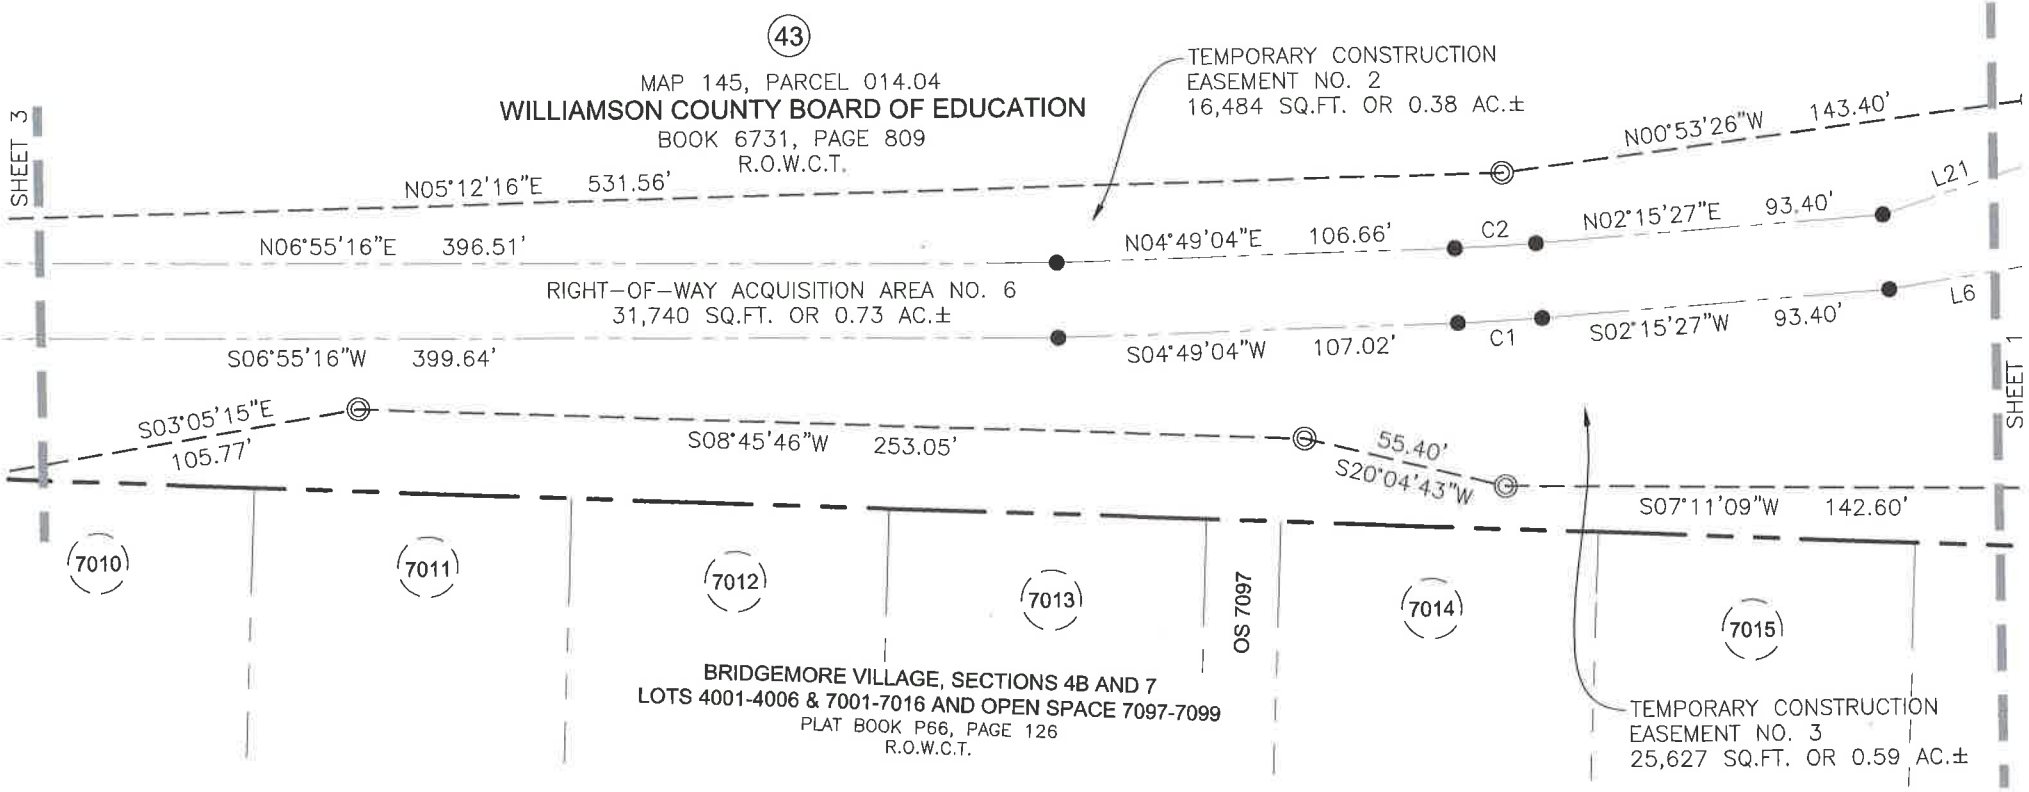 43
MAP 145, PARCEL 014.04
WILLIAMSON COUNTY BOARD OF EDUCATION
BOOK 6731, PAGE 809
R.O.W.C.T.
TEMPORARY CONSTRUCTION
EASEMENT NO. 2
16,484 SQ.FT. OR 0.38 AC.±
SHEET 3
N05°12'16"E 531.56'
N00°53'26"W 143.40'
N06°55'16"E 396.51'
N04°49'04"E 106.66'
C2
N02°15'27"E 93.40'
L21
RIGHT-OF-WAY ACQUISITION AREA NO. 6
31,740 SQ.FT. OR 0.73 AC.±
S06°55'16"W 399.64'
S04°49'04"W 107.02'
C1
S02°15'27"W 93.40'
L6
SHEET 1
S03°05'15"E
105.77'
S08°45'46"W 253.05'
55.40'
S20°04'43"W
S07°11'09"W 142.60'
7010
7011
7012
7013
OS 7097
7014
7015
BRIDGEMORE VILLAGE, SECTIONS 4B AND 7
LOTS 4001-4006 & 7001-7016 AND OPEN SPACE 7097-7099
PLAT BOOK P66, PAGE 126
R.O.W.C.T.
TEMPORARY CONSTRUCTION
EASEMENT NO. 3
25,627 SQ.FT. OR 0.59 AC.±